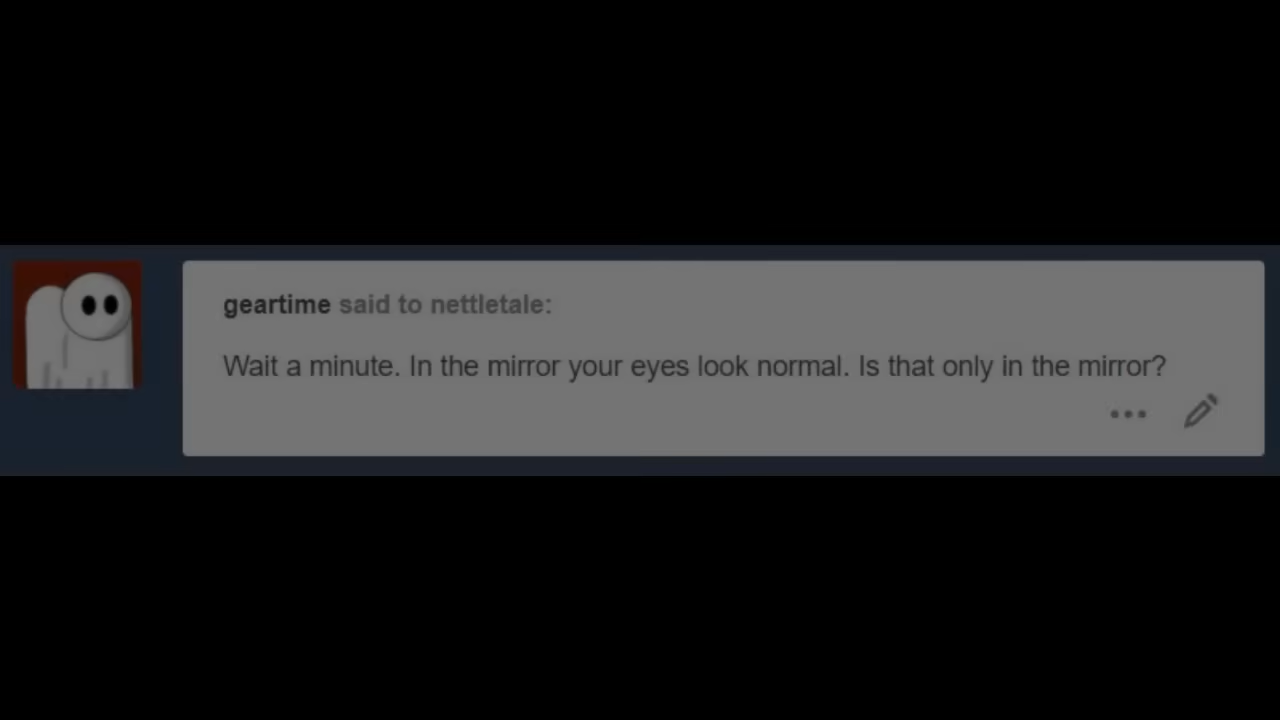 geartime said to nettletale:
Wait a minute. In the mirror your eyes look normal. Is that only in the mirror?